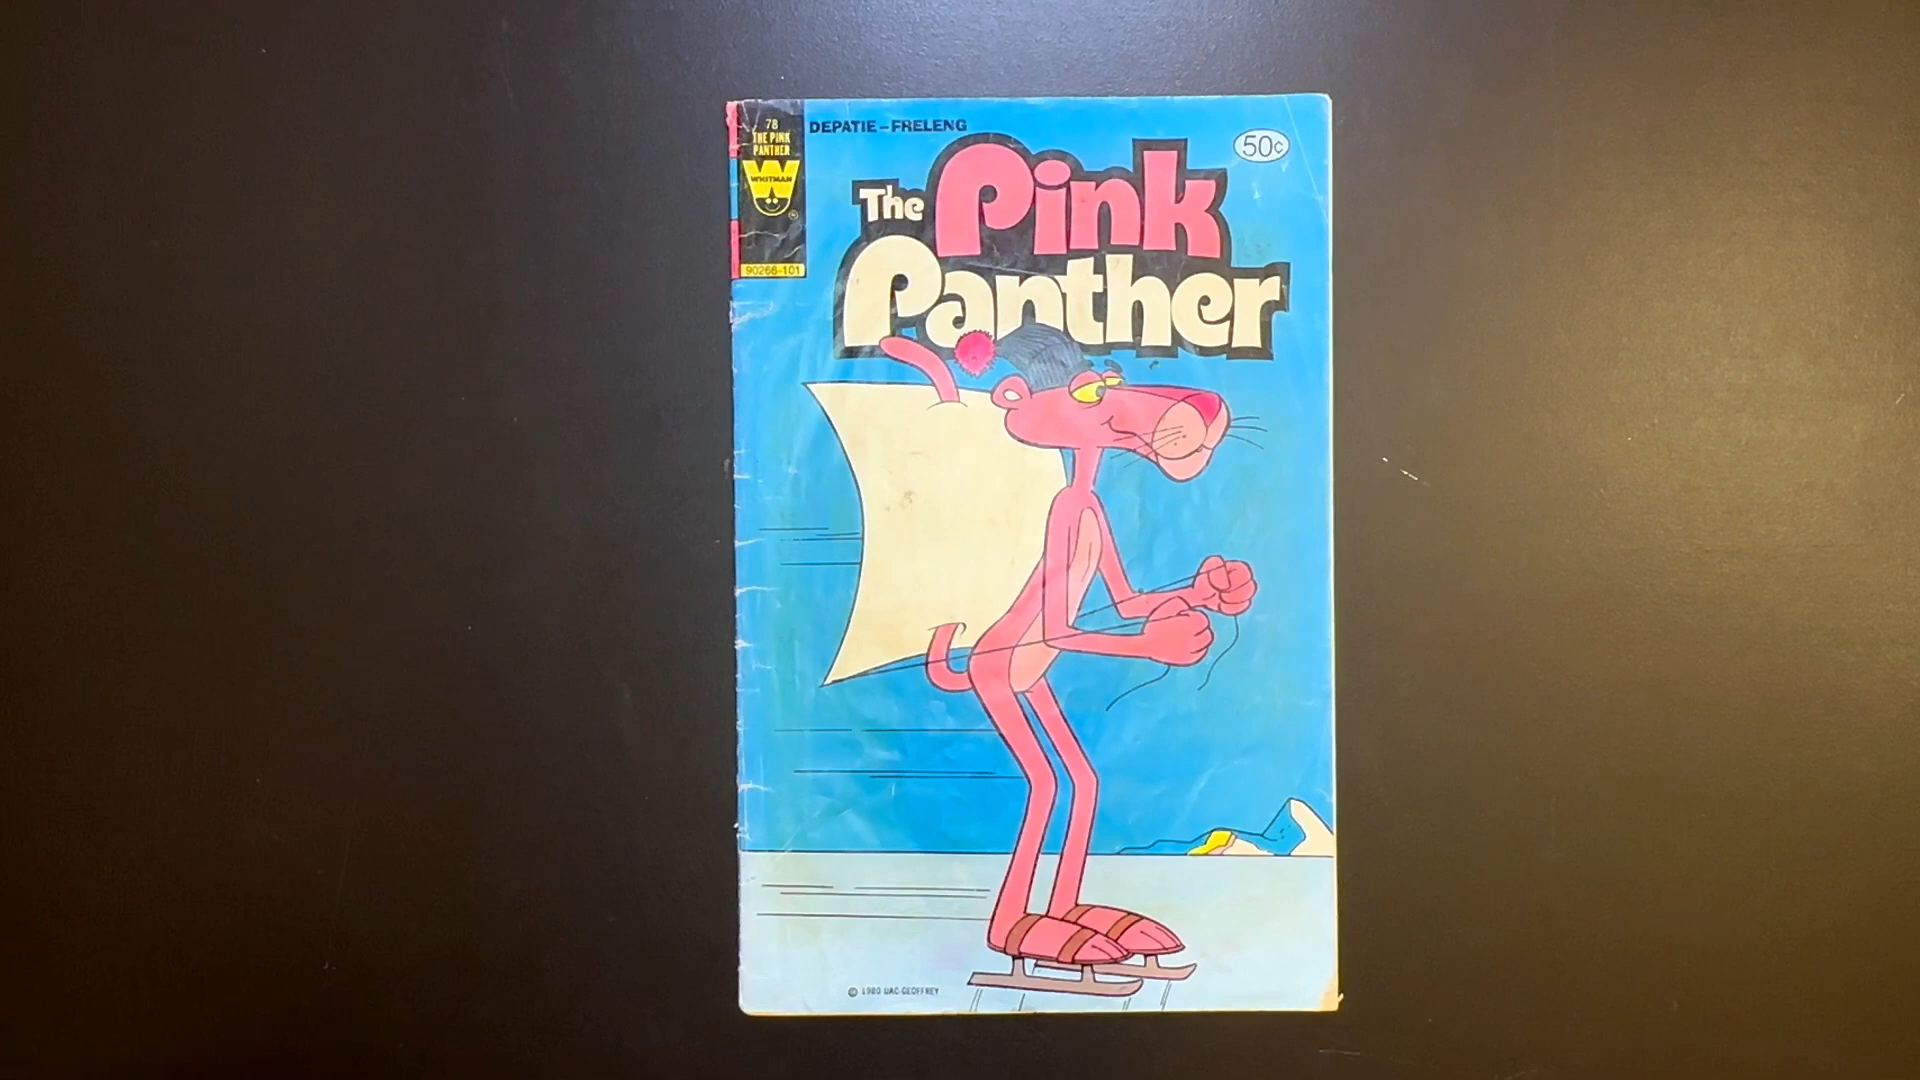 78
THE PINK
PANTHER
WHITMAN
90266-101
DEPATIE-FRELENG
50¢
The Pink
Panther
© 1980 UAC-GEOFFREY